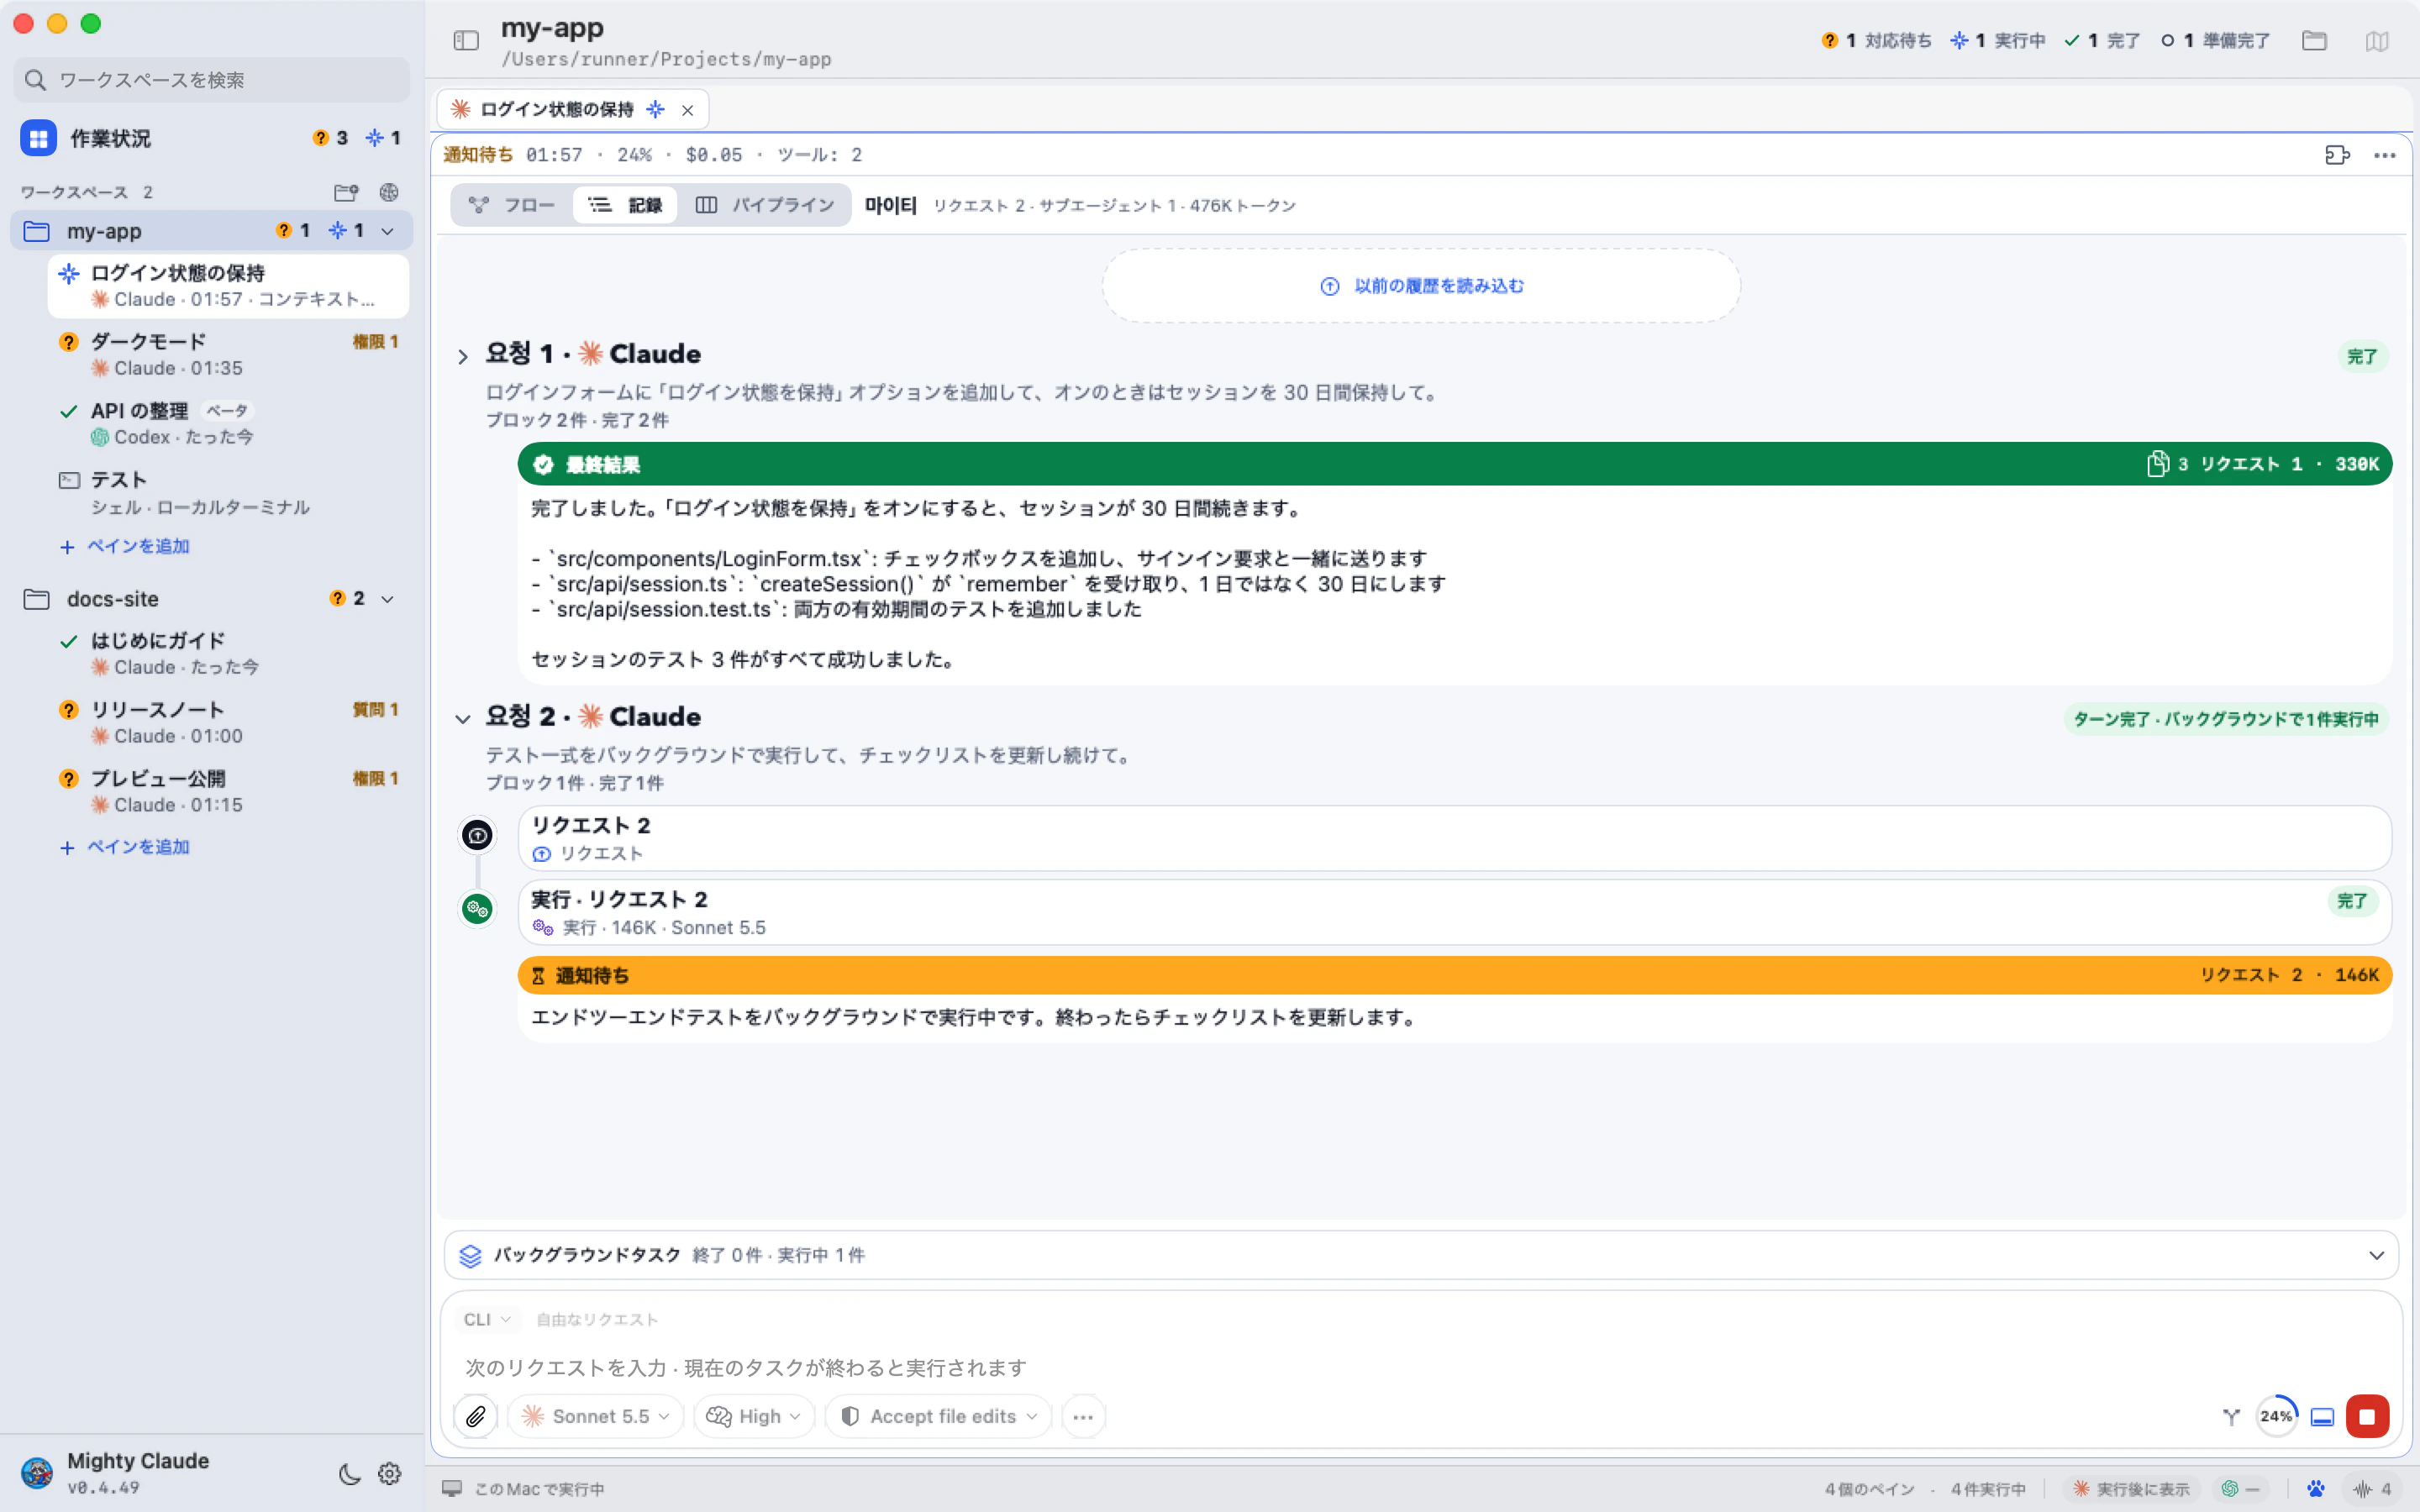 my-app
/Users/runner/Projects/my-app
1 対応待ち 1 実行中 1 完了 1 準備完了
ワークスペースを検索
作業状況 3 1
ワークスペース 2
my-app 1 1
ログイン状態の保持
Claude · 01:57 · コンテキスト...
ダークモード 権限 1
Claude · 01:35
API の整理 ベータ
Codex · たった今
テスト
シェル · ローカルターミナル
+ ペインを追加
docs-site 2
はじめにガイド
Claude · たった今
リリースノート 質問 1
Claude · 01:00
プレビュー公開 権限 1
Claude · 01:15
+ ペインを追加
Mighty Claude
v0.4.49
ログイン状態の保持
通知待ち 01:57 · 24% · $0.05 · ツール: 2
フロー 記録 パイプライン 마이티 リクエスト 2 · サブエージェント 1 · 476Kトークン
以前の履歴を読み込む
요청 1 · Claude 完了
ログインフォームに「ログイン状態を保持」オプションを追加して、オンのときはセッションを 30 日間保持して。
ブロック2件 · 完了2件
最終結果 3 リクエスト 1 · 330K
完了しました。「ログイン状態を保持」をオンにすると、セッションが 30 日間続きます。
- `src/components/LoginForm.tsx`: チェックボックスを追加し、サインイン要求と一緒に送ります
- `src/api/session.ts`: `createSession()` が `remember` を受け取り、1 日ではなく 30 日にします
- `src/api/session.test.ts`: 両方の有効期間のテストを追加しました
セッションのテスト 3 件がすべて成功しました。
요청 2 · Claude ターン完了 · バックグラウンドで1件実行中
テスト一式をバックグラウンドで実行して、チェックリストを更新し続けて。
ブロック1件 · 完了1件
リクエスト 2
リクエスト
実行 · リクエスト 2 完了
実行 · 146K · Sonnet 5.5
通知待ち リクエスト 2 · 146K
エンドツーエンドテストをバックグラウンドで実行中です。終わったらチェックリストを更新します。
バックグラウンドタスク 終了 0件 · 実行中 1件
CLI 自由なリクエスト
次のリクエストを入力 · 現在のタスクが終わると実行されます
Sonnet 5.5 High Accept file edits 24%
このMacで実行中 4個のペイン · 4件実行中 実行後に表示 — 4